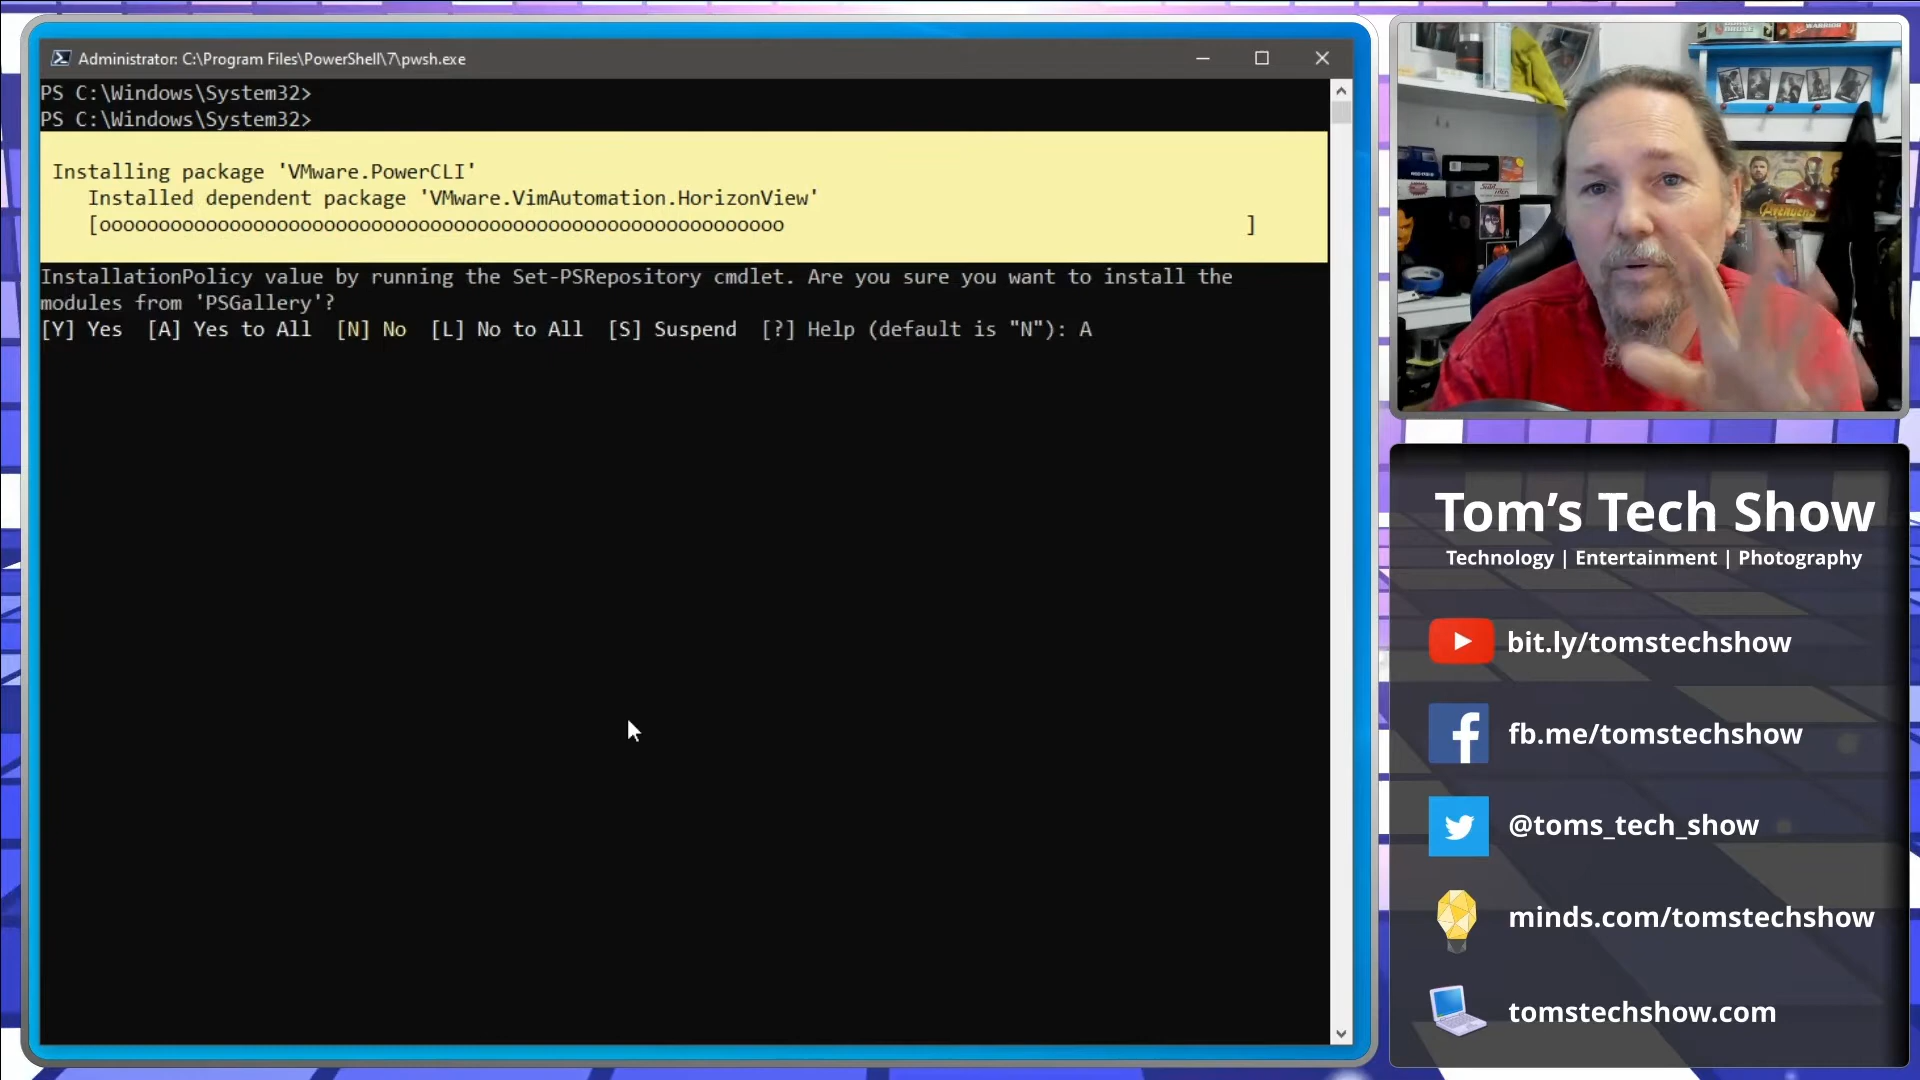 Administrator: C:\Program Files\PowerShell\7\pwsh.exe
PS C:\Windows\System32>
PS C:\Windows\System32>
Installing package 'VMware.PowerCLI'
Installed dependent package 'VMware.VimAutomation.HorizonView'
[oooooooooooooooooooooooooooooooooooooooooooooooooooooooooo ]
InstallationPolicy value by running the Set-PSRepository cmdlet. Are you sure you want to install the
modules from 'PSGallery'?
[Y] Yes [A] Yes to All [N] No [L] No to All [S] Suspend [?] Help (default is "N"): A
Avengers
Tom's Tech Show
Technology | Entertainment | Photography
bit.ly/tomstechshow
fb.me/tomstechshow
@toms_tech_show
minds.com/tomstechshow
tomstechshow.com